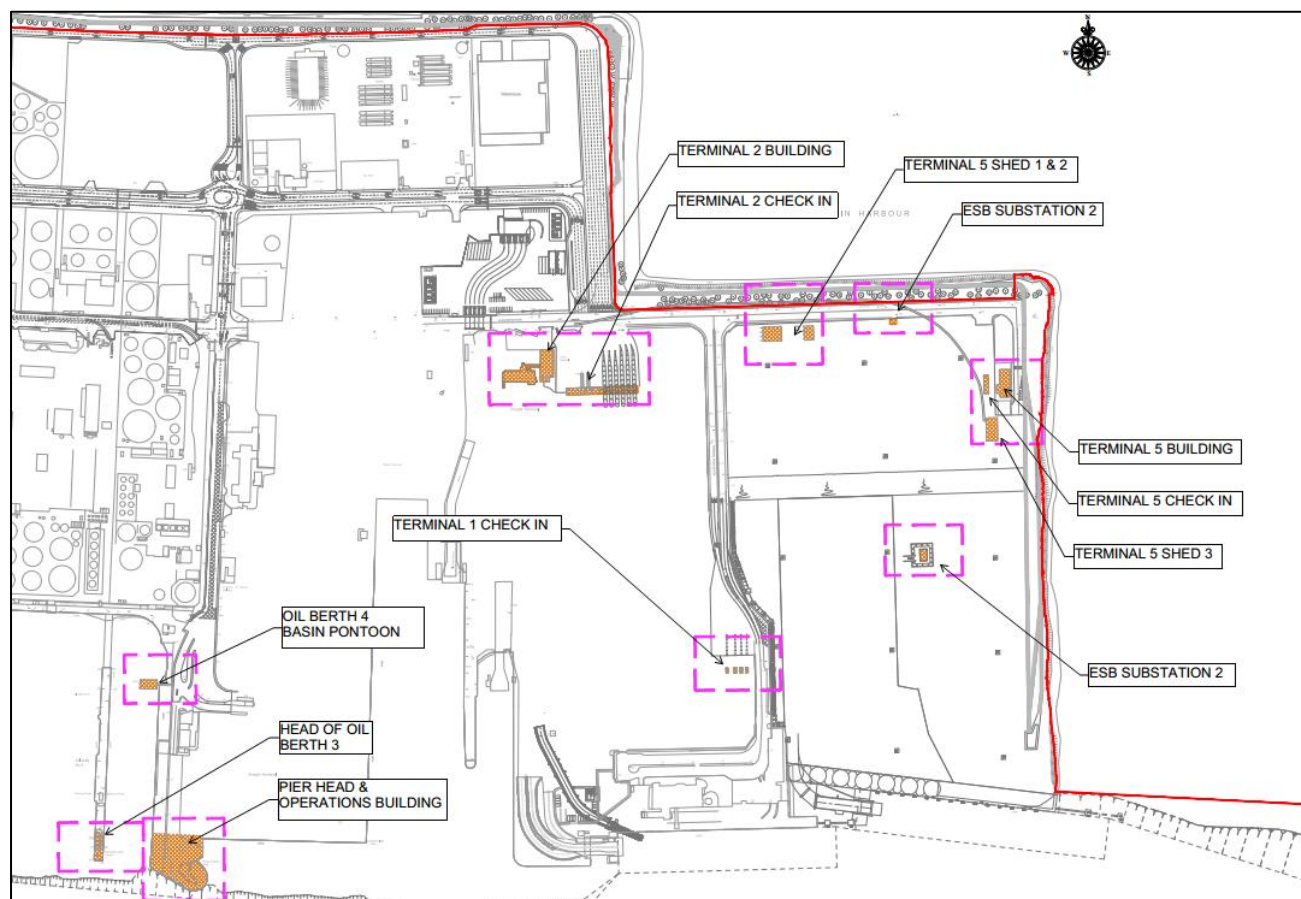 N
W E
S
TERMINAL 2 BUILDING
TERMINAL 5 SHED 1 & 2
TERMINAL 2 CHECK IN
ESB SUBSTATION 2
IN HARBOUR
TERMINAL 5 BUILDING
TERMINAL 5 CHECK IN
TERMINAL 1 CHECK IN
TERMINAL 5 SHED 3
OIL BERTH 4
BASIN PONTOON
ESB SUBSTATION 2
HEAD OF OIL
BERTH 3
PIER HEAD &
OPERATIONS BUILDING